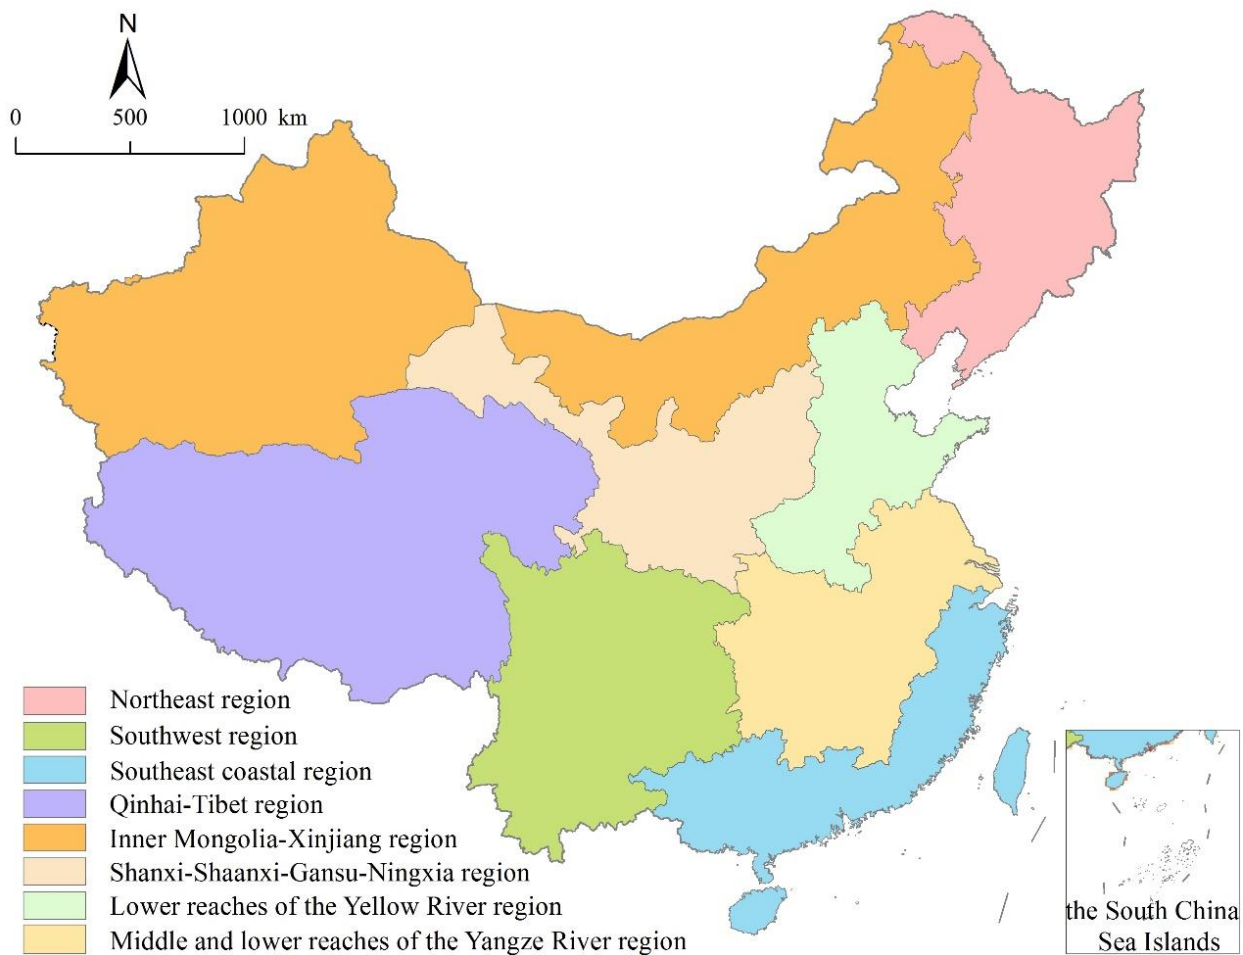 N
0 500 1000 km
Northeast region
Southwest region
Southeast coastal region
Qinhai-Tibet region
Inner Mongolia-Xinjiang region
Shanxi-Shaanxi-Gansu-Ningxia region
Lower reaches of the Yellow River region
Middle and lower reaches of the Yangze River region
the South China
Sea Islands